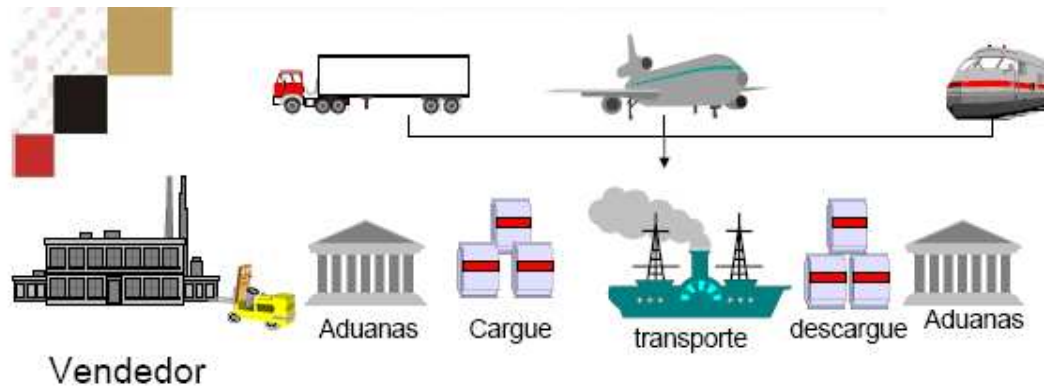 Aduanas
Cargue
transporte
descargue
Aduanas
Vendedor